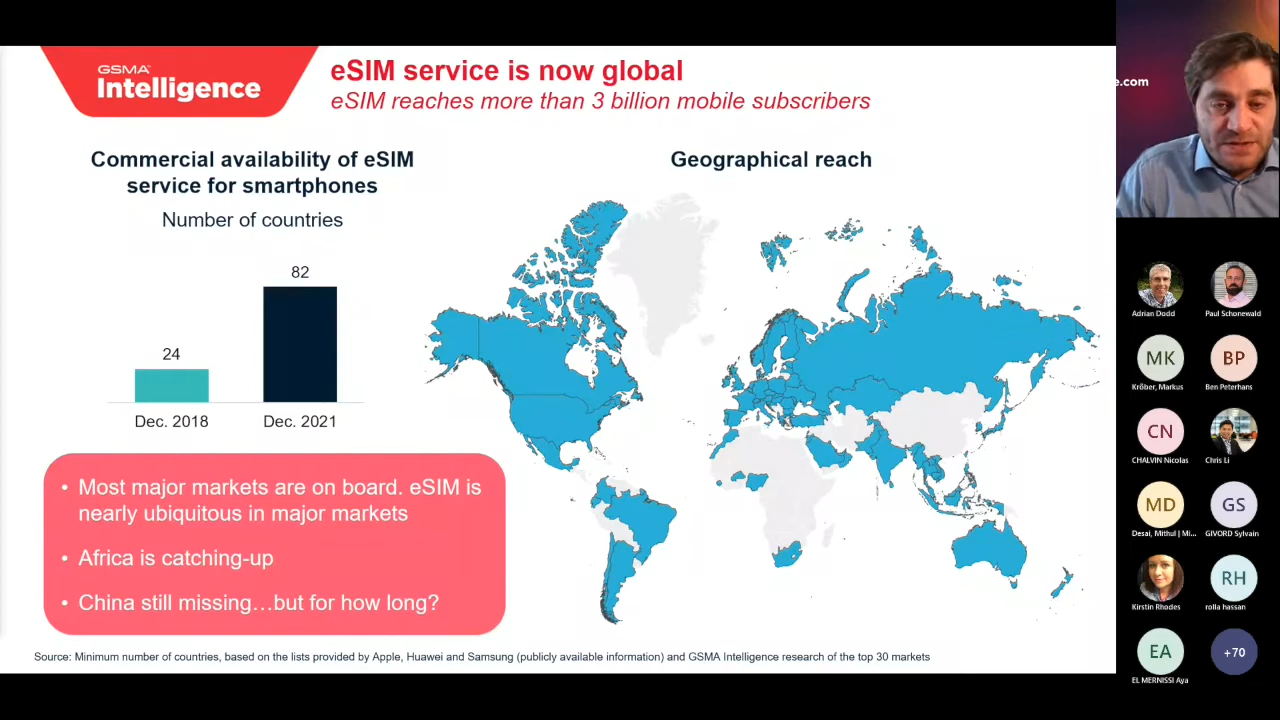 GSMA
Intelligence
eSIM service is now global
eSIM reaches more than 3 billion mobile subscribers
Commercial availability of eSIM
service for smartphones
Number of countries
82
24
Dec. 2018
Dec. 2021
Geographical reach
• Most major markets are on board. eSIM is
nearly ubiquitous in major markets
• Africa is catching-up
• China still missing…but for how long?
Source: Minimum number of countries, based on the lists provided by Apple, Huawei and Samsung (publicly available information) and GSMA Intelligence research of the top 30 markets
e.com
Adrian Dodd
Paul Schonewald
MK
BP
Kröber, Markus
Ben Peterhans
CN
CHALVIN Nicolas
Chris Li
MD
GS
Desai, Mithul | Mi...
GIVORD Sylvain
RH
Kirstin Rhodes
rolla hassan
EA
+70
EL MERNISSI Aya